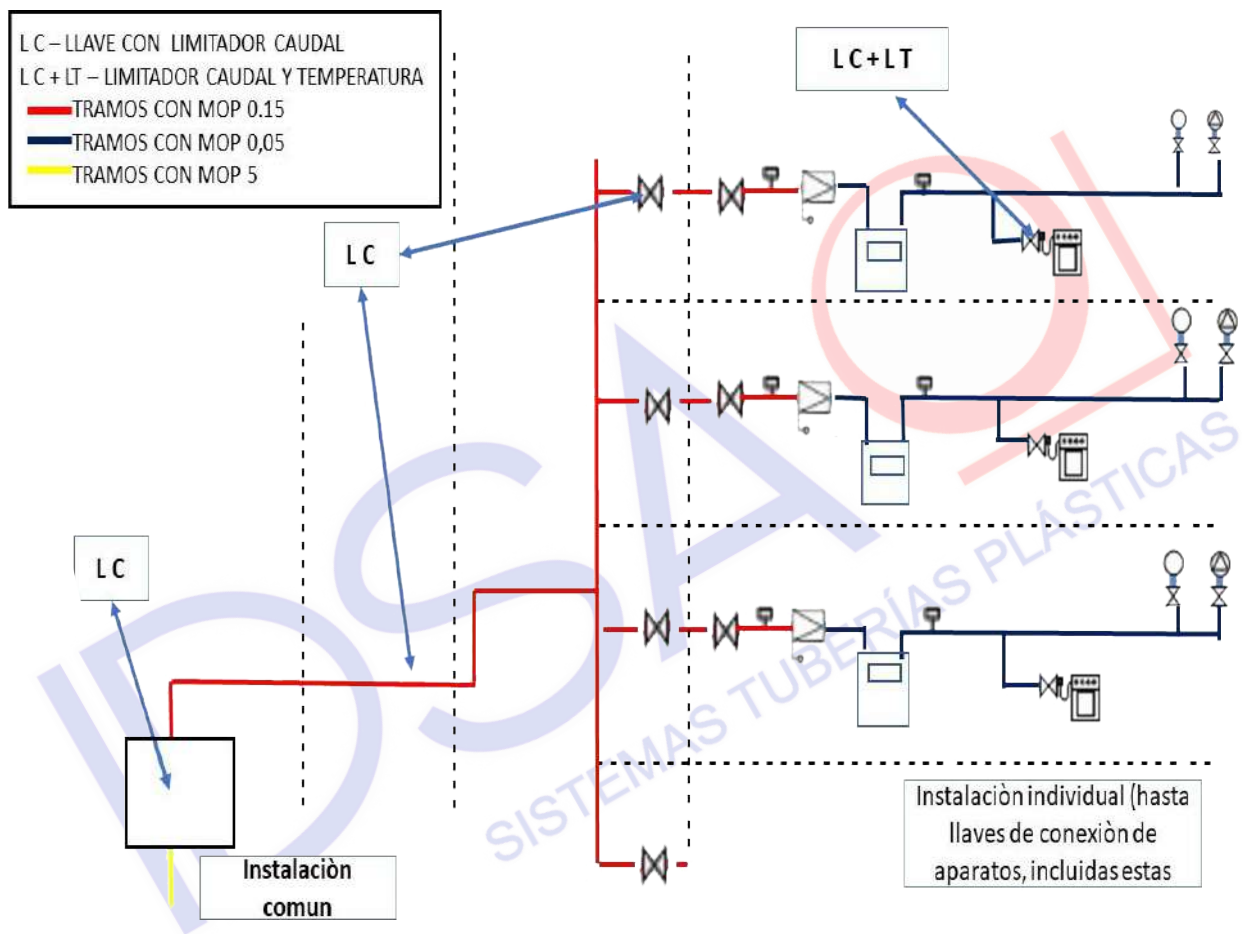 L C – LLAVE CON LIMITADOR CAUDAL
L C + LT – LIMITADOR CAUDAL Y TEMPERATURA
TRAMOS CON MOP 0.15
TRAMOS CON MOP 0,05
TRAMOS CON MOP 5
L C + L T
L C
L C
IDSA
SISTEMAS TUBERÍAS PLÁSTICAS
Instalaciòn
comun
Instalaciòn individual (hasta
llaves de conexiòn de
aparatos, incluidas estas